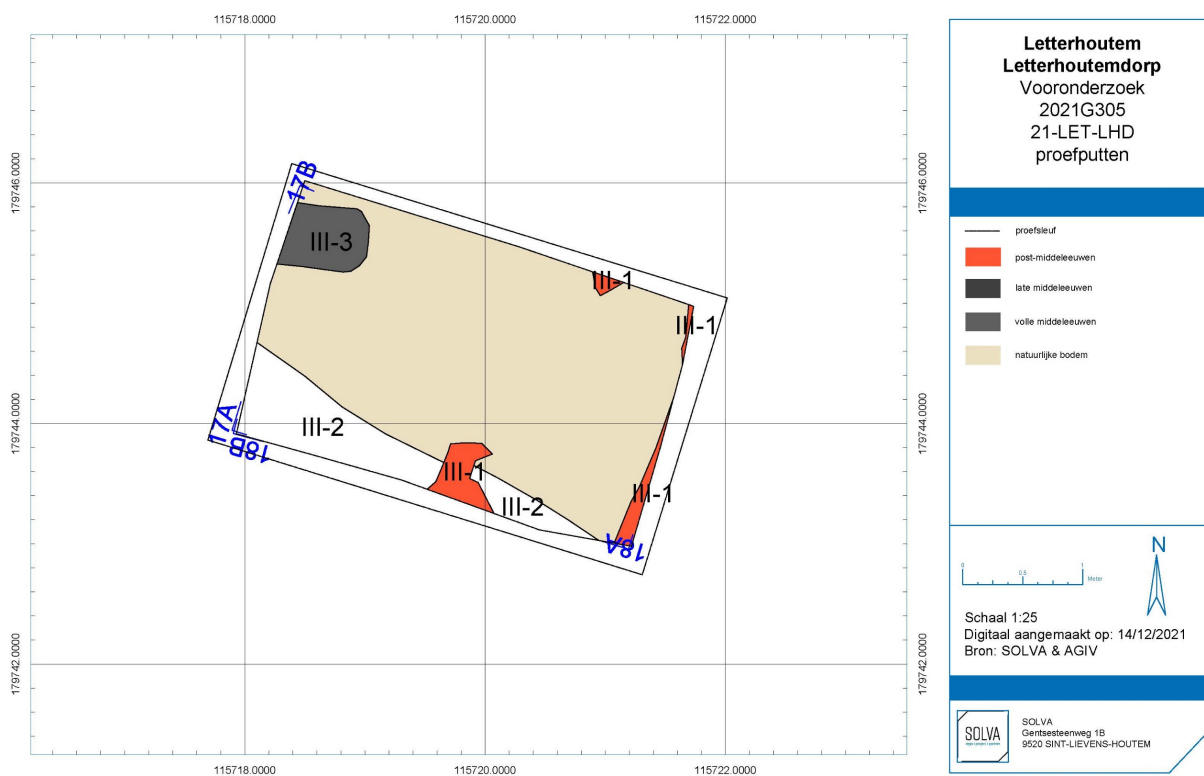 115718.0000
115720.0000
115722.0000
179746.0000
179744.0000
179742.0000
179746.0000
179744.0000
179742.0000
17B
III-3
III-1
III-1
17A
18B
III-2
III-1
III-2
III-1
18A
115718.0000
115720.0000
115722.0000
Letterhoutem
Letterhoutemdorp
Vooronderzoek
2021G305
21-LET-LHD
proefputten
proefsleuf
post-middeleeuwen
late middeleeuwen
volle middeleeuwen
natuurlijke bodem
0 0.5 1
Meter
N
Schaal 1:25
Digitaal aangemaakt op: 14/12/2021
Bron: SOLVA & AGIV
SOLVA
SOLVA
Gentsesteenweg 1B
9520 SINT-LIEVENS-HOUTEM